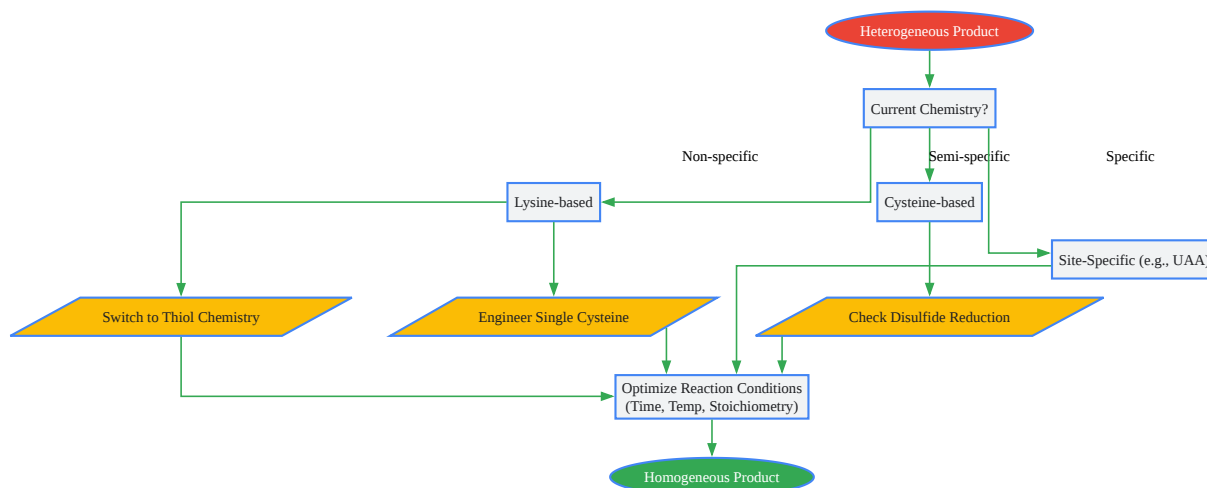 Heterogeneous Product
Current Chemistry?
Non-specific
Semi-specific
Specific
Lysine-based
Cysteine-based
Site-Specific (e.g., UAA)
Switch to Thiol Chemistry
Engineer Single Cysteine
Check Disulfide Reduction
Optimize Reaction Conditions
(Time, Temp, Stoichiometry)
Homogeneous Product